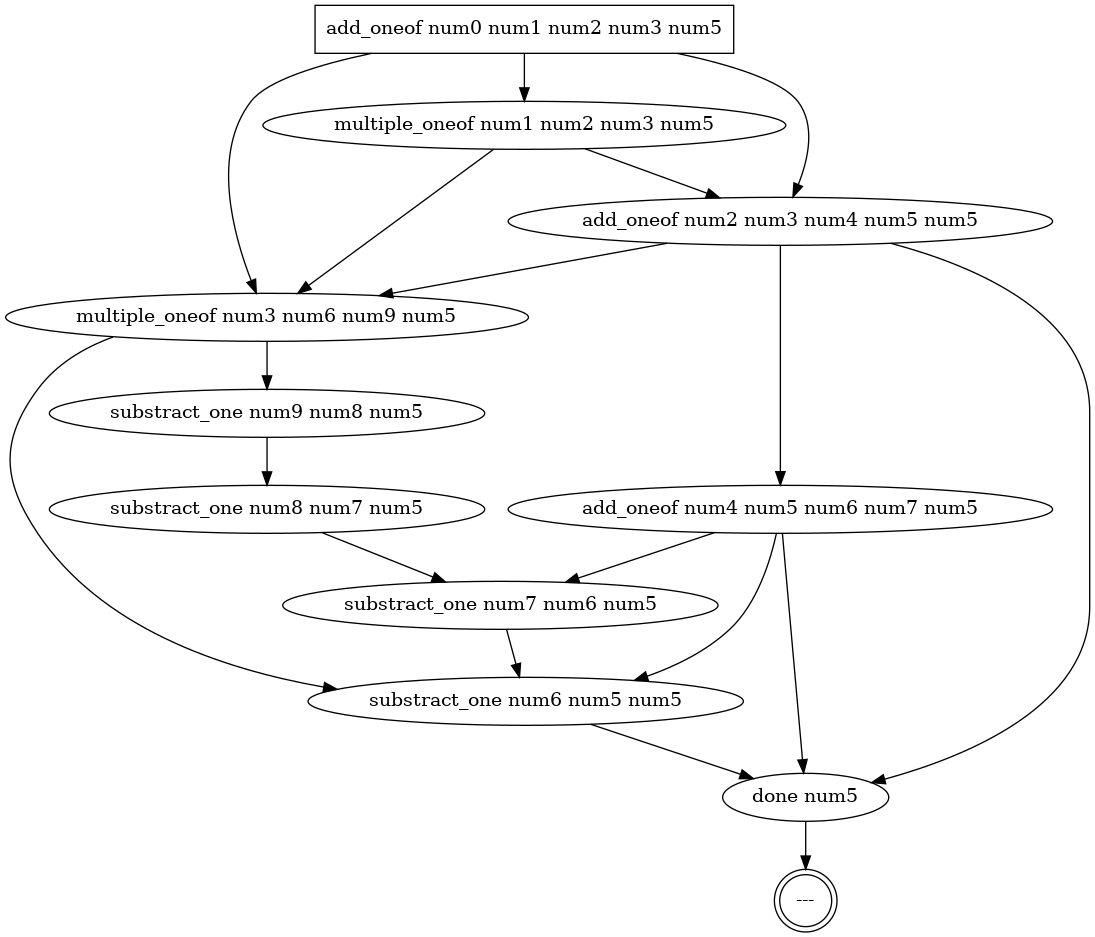 add_oneof num0 num1 num2 num3 num5
multiple_oneof num1 num2 num3 num5
add_oneof num2 num3 num4 num5 num5
multiple_oneof num3 num6 num9 num5
substract_one num9 num8 num5
substract_one num8 num7 num5
add_oneof num4 num5 num6 num7 num5
substract_one num7 num6 num5
substract_one num6 num5 num5
done num5
---